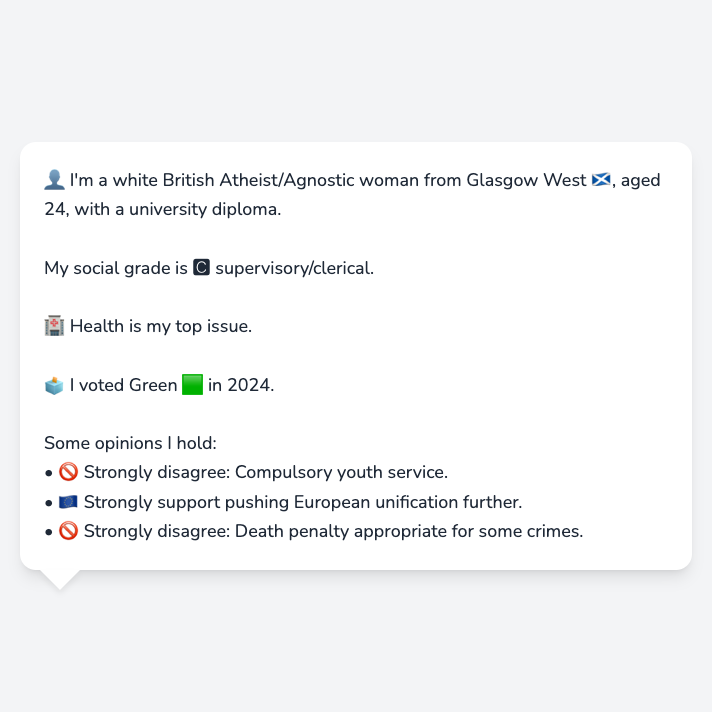 👤 I'm a white British Atheist/Agnostic woman from Glasgow West 🏴󠁧󠁢󠁳󠁣󠁴󠁿, aged
24, with a university diploma.
My social grade is 🅲 supervisory/clerical.
🏥 Health is my top issue.
🗳️ I voted Green 🟩 in 2024.
Some opinions I hold:
• 🚫 Strongly disagree: Compulsory youth service.
• 🇪🇺 Strongly support pushing European unification further.
• 🚫 Strongly disagree: Death penalty appropriate for some crimes.